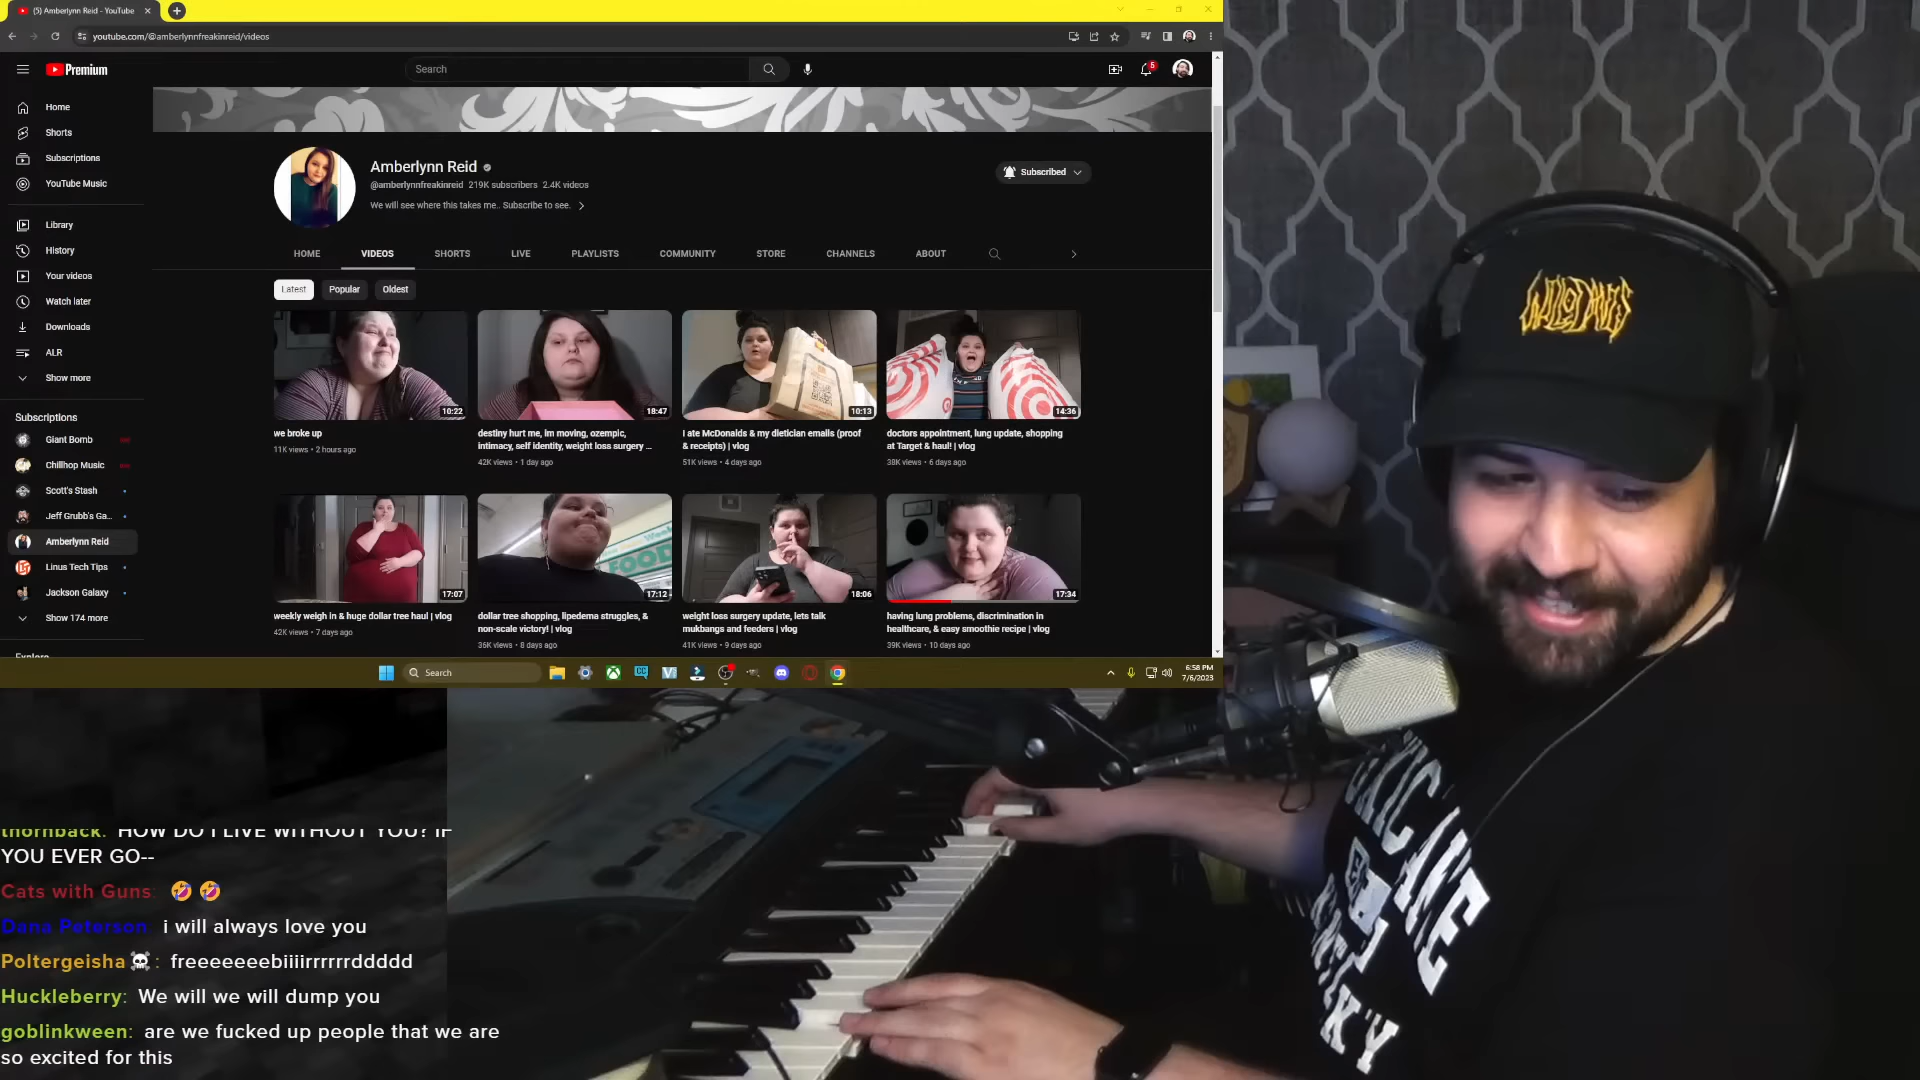 (5) Amberlynn Reid - YouTube
youtube.com/@amberlynnfreakinreid/videos
Premium
Search
5
Home
Shorts
Subscriptions
YouTube Music
Library
History
Your videos
Watch later
Downloads
ALR
Show more
Subscriptions
Giant Bomb
Chillhop Music
Scott's Stash
Jeff Grubb's Ga...
Amberlynn Reid
Linus Tech Tips
Jackson Galaxy
Show 174 more
Explore
Amberlynn Reid
@amberlynnfreakinreid 219K subscribers 2.4K videos
We will see where this takes me.. Subscribe to see.
Subscribed
HOME VIDEOS SHORTS LIVE PLAYLISTS COMMUNITY STORE CHANNELS ABOUT
Latest Popular Oldest
10:22
we broke up
11K views • 2 hours ago
18:47
destiny hurt me, im moving, ozempic,
intimacy, self identity, weight loss surgery ...
42K views • 1 day ago
10:13
I ate McDonalds & my dietician emails (proof
& receipts) | vlog
51K views • 4 days ago
14:36
doctors appointment, lung update, shopping
at Target & haul! | vlog
38K views • 6 days ago
17:07
weekly weigh in & huge dollar tree haul | vlog
42K views • 7 days ago
FOOD
17:12
dollar tree shopping, lipedema struggles, &
non-scale victory! | vlog
36K views • 8 days ago
18:06
weight loss surgery update, lets talk
mukbangs and feeders | vlog
41K views • 9 days ago
17:34
having lung problems, discrimination in
healthcare, & easy smoothie recipe | vlog
39K views • 10 days ago
Search
6:58 PM
7/6/2023
thornback: HOW DO I LIVE WITHOUT YOU? IF
YOU EVER GO--
Cats with Guns: 🤣 🤣
Dana Peterson: i will always love you
Poltergeisha☠: freeeeeeebiiiirrrrrrddddd
Huckleberry: We will we will dump you
goblinkween: are we fucked up people that we are
so excited for this